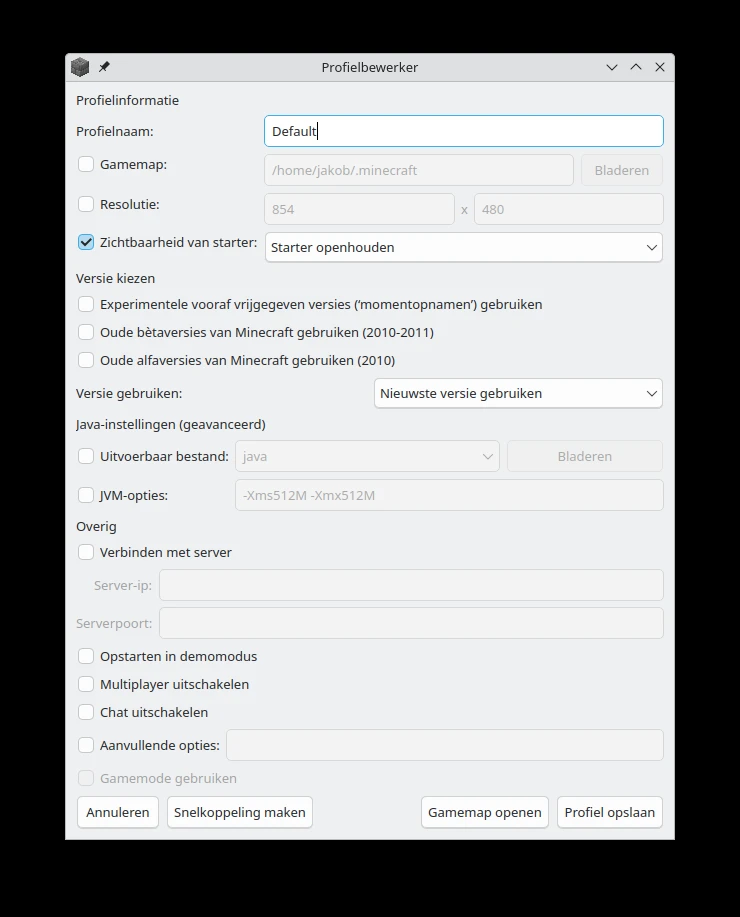 Profielbewerker
Profielinformatie
Profielnaam: Default
Gamemap: /home/jakob/.minecraft Bladeren
Resolutie: 854 x 480
Zichtbaarheid van starter: Starter openhouden
Versie kiezen
Experimentele vooraf vrijgegeven versies (‘momentopnamen’) gebruiken
Oude bètaversies van Minecraft gebruiken (2010-2011)
Oude alfaversies van Minecraft gebruiken (2010)
Versie gebruiken: Nieuwste versie gebruiken
Java-instellingen (geavanceerd)
Uitvoerbaar bestand: java Bladeren
JVM-opties: -Xms512M -Xmx512M
Overig
Verbinden met server
Server-ip:
Serverpoort:
Opstarten in demomodus
Multiplayer uitschakelen
Chat uitschakelen
Aanvullende opties:
Gamemode gebruiken
Annuleren Snelkoppeling maken Gamemap openen Profiel opslaan